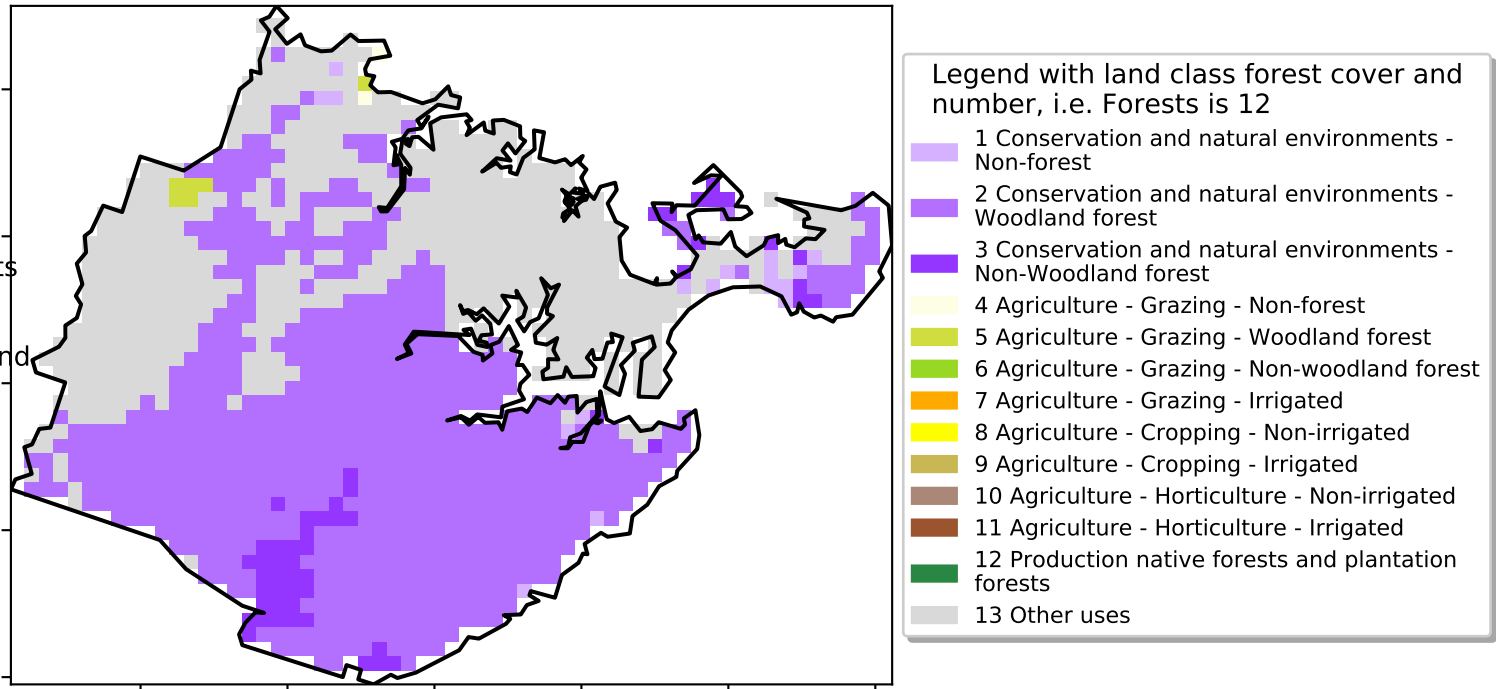 Legend with land class forest cover and
number, i.e. Forests is 12
1 Conservation and natural environments -
Non-forest
2 Conservation and natural environments -
Woodland forest
3 Conservation and natural environments -
Non-Woodland forest
4 Agriculture - Grazing - Non-forest
5 Agriculture - Grazing - Woodland forest
6 Agriculture - Grazing - Non-woodland forest
7 Agriculture - Grazing - Irrigated
8 Agriculture - Cropping - Non-irrigated
9 Agriculture - Cropping - Irrigated
10 Agriculture - Horticulture - Non-irrigated
11 Agriculture - Horticulture - Irrigated
12 Production native forests and plantation
forests
13 Other uses